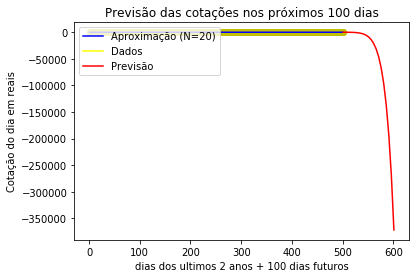 Previsão das cotações nos próximos 100 dias
Aproximação (N=20)
Dados
Previsão
Cotação do dia em reais
0
−50000
−100000
−150000
−200000
−250000
−300000
−350000
0
100
200
300
400
500
600
dias dos ultimos 2 anos + 100 dias futuros